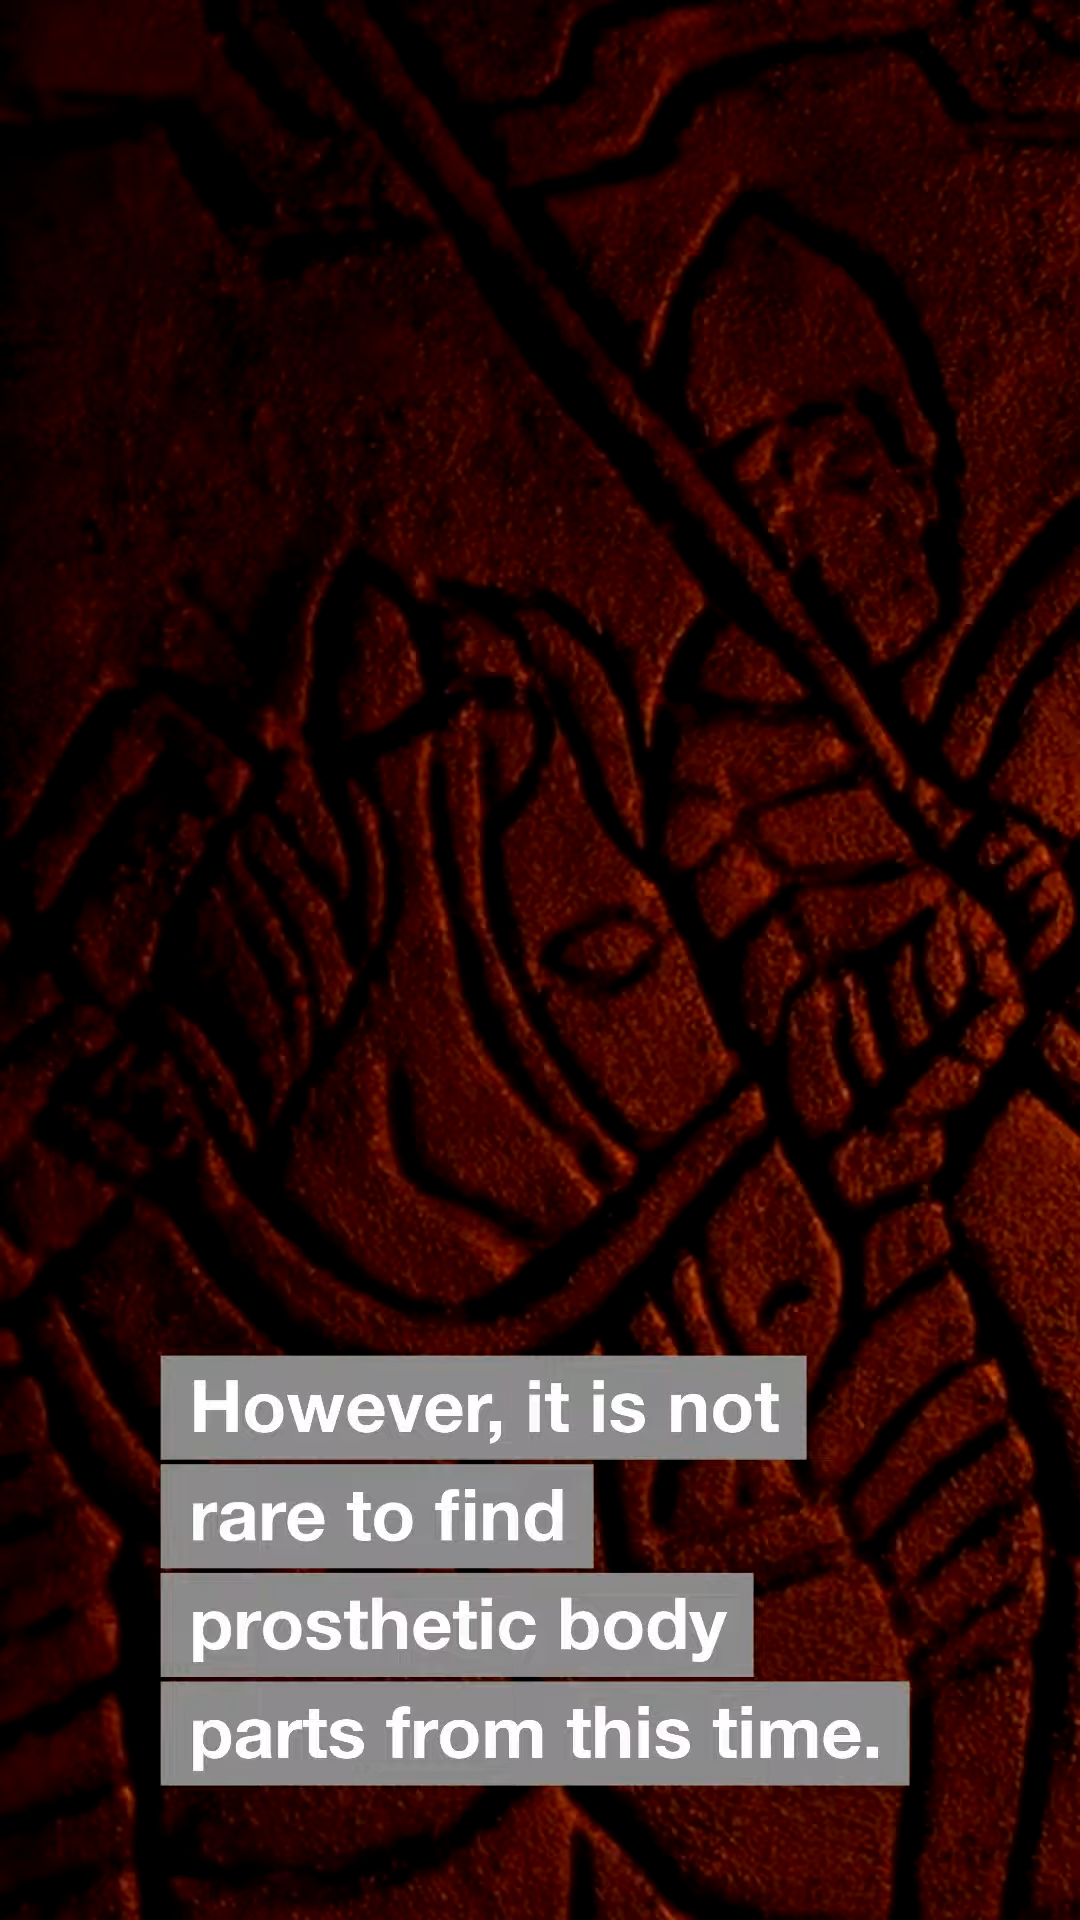 However, it is not
rare to find
prosthetic body
parts from this time.